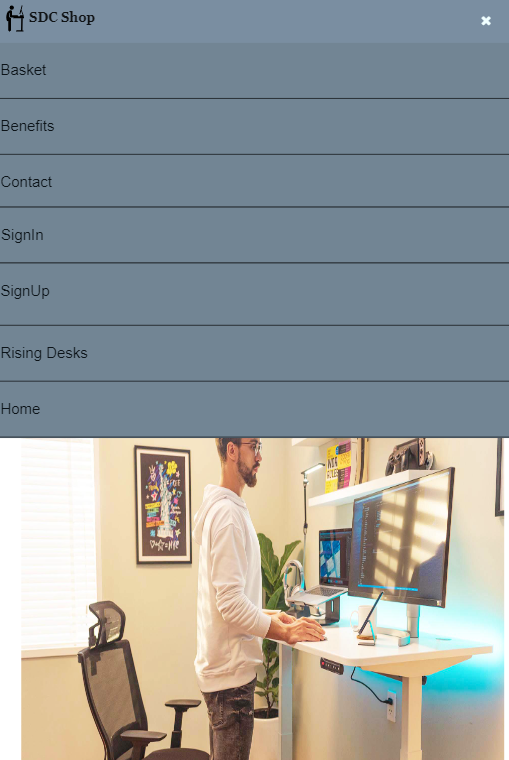 SDC Shop
✖
Basket
Benefits
Contact
SignIn
SignUp
Rising Desks
Home